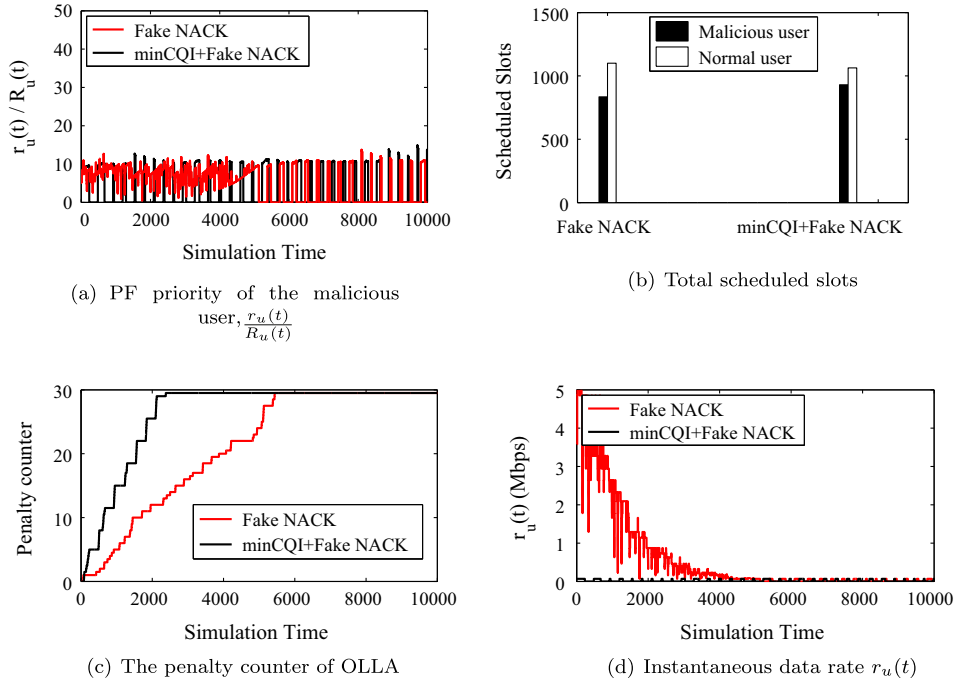 50
40
30
20
10
0
r_u(t) / R_u(t)
Fake NACK
minCQI+Fake NACK
0 2000 4000 6000 8000 10000
Simulation Time
(a) PF priority of the malicious
user, r_u(t)/R_u(t)
1500
1000
500
0
Scheduled Slots
Malicious user
Normal user
Fake NACK minCQI+Fake NACK
(b) Total scheduled slots
30
20
10
0
Penalty counter
Fake NACK
minCQI+Fake NACK
0 2000 4000 6000 8000 10000
Simulation Time
(c) The penalty counter of OLLA
5
4
3
2
1
0
r_u(t) (Mbps)
Fake NACK
minCQI+Fake NACK
0 2000 4000 6000 8000 10000
Simulation Time
(d) Instantaneous data rate r_u(t)